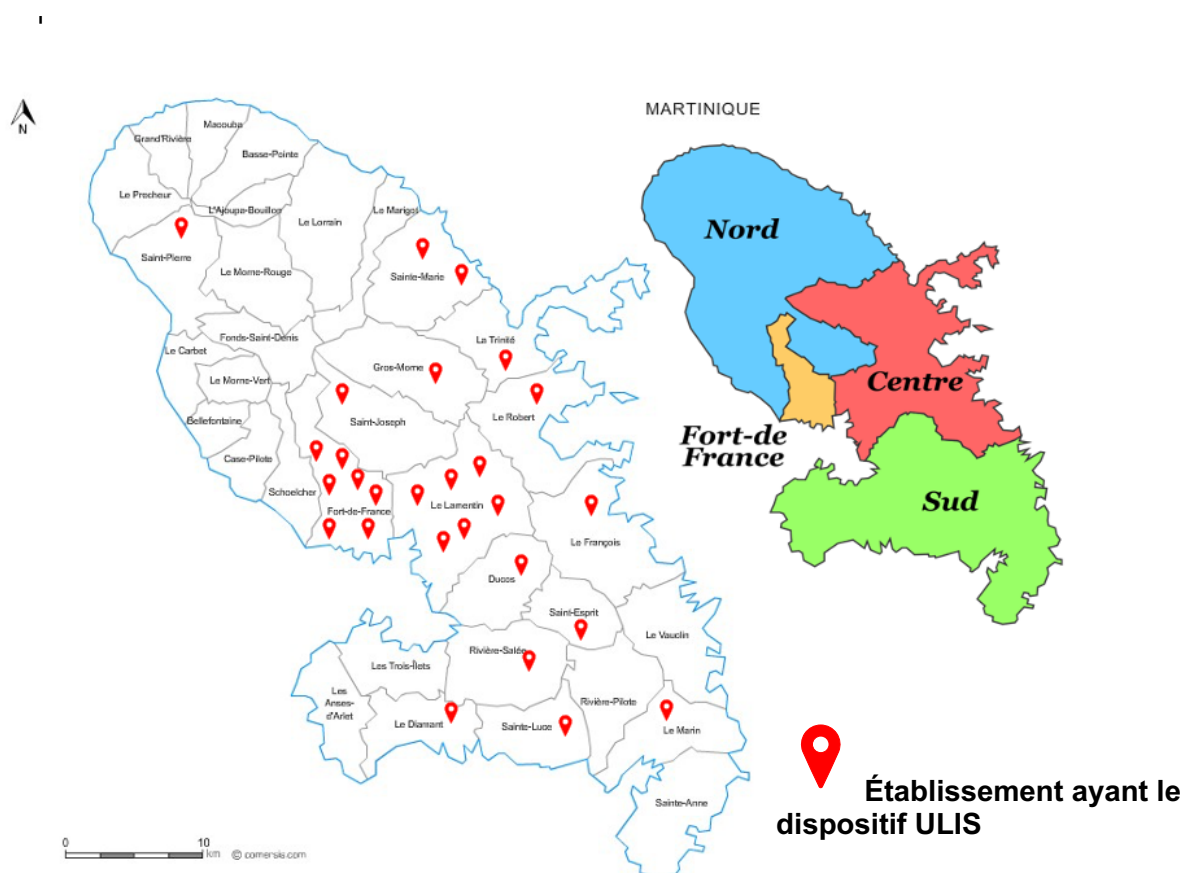 MARTINIQUE
N
Macouba
Grand'Rivière
Basse-Pointe
Le Precheur
L'Ajoupa-Bouillon
Le Marigot
Le Lorrain
Saint-Pierre
Le Morne-Rouge
Sainte-Marie
Fonds-Saint-Denis
La Trinité
Le Carbet
Gros-Morne
Le Morne-Vert
Le Robert
Bellefontaine
Saint-Joseph
Case-Pilote
Schoelcher
Fort-de-France
Le Lamentin
Le François
Ducos
Saint-Esprit
Le Vauclin
Rivière-Salée
Les Trois-Îlets
Les
Anses-
d'Arlet
Rivière-Pilote
Le Diamant
Sainte-Luce
Le Marin
Sainte-Anne
0
10
km
© comersis.com
Nord
Centre
Fort-de
France
Sud
Établissement ayant le
dispositif ULIS